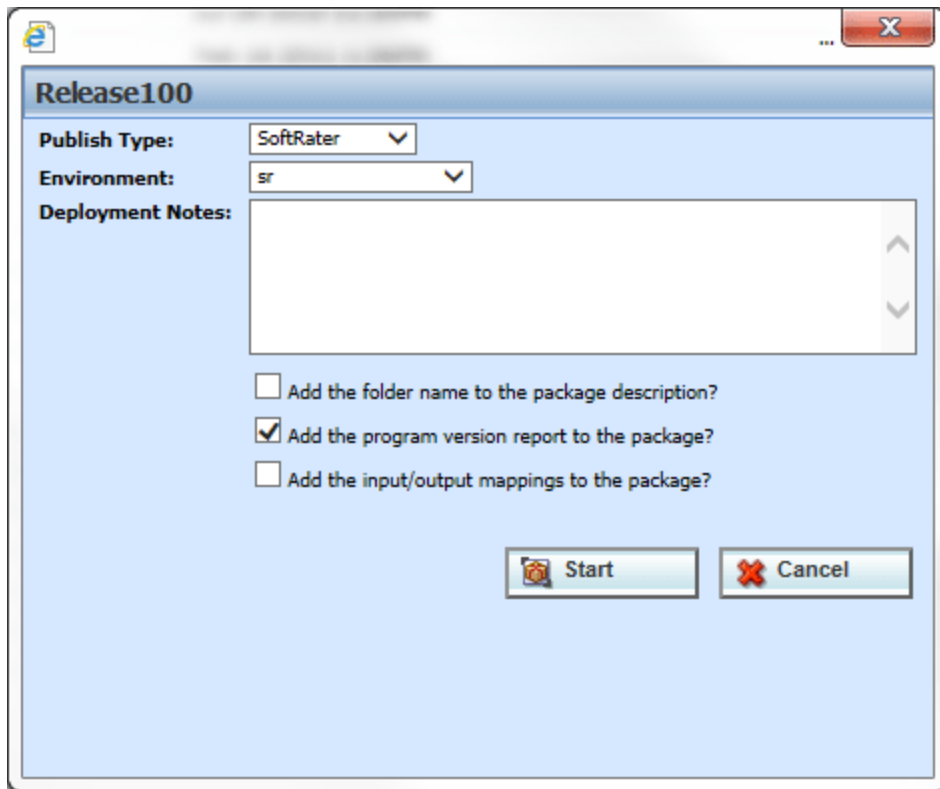 ...
Release100
Publish Type: SoftRater
Environment: sr
Deployment Notes:
Add the folder name to the package description?
Add the program version report to the package?
Add the input/output mappings to the package?
Start Cancel